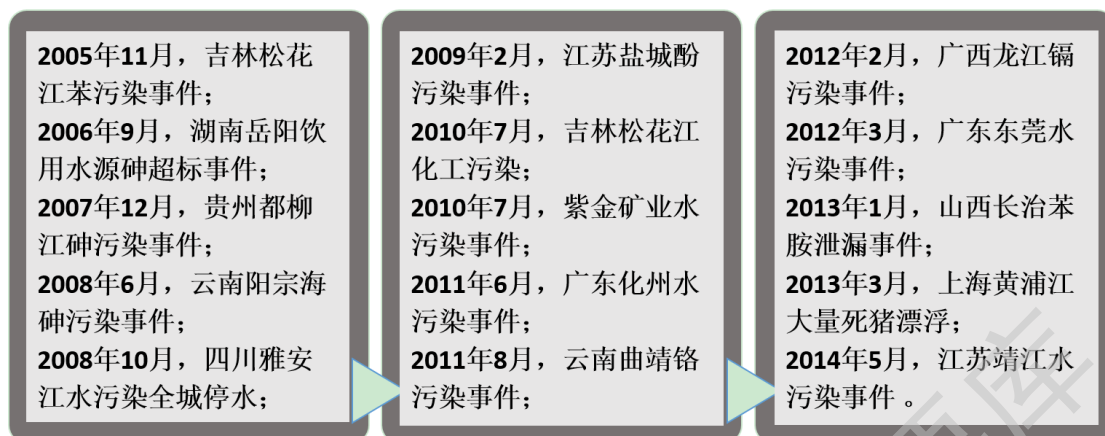 2005年11月，吉林松花
江苯污染事件；
2006年9月，湖南岳阳饮
用水源砷超标事件；
2007年12月，贵州都柳
江砷污染事件；
2008年6月，云南阳宗海
砷污染事件；
2008年10月，四川雅安
江水污染全城停水；
2009年2月，江苏盐城酚
污染事件；
2010年7月，吉林松花江
化工污染；
2010年7月，紫金矿业水
污染事件；
2011年6月，广东化州水
污染事件；
2011年8月，云南曲靖铬
污染事件；
2012年2月，广西龙江镉
污染事件；
2012年3月，广东东莞水
污染事件；
2013年1月，山西长治苯
胺泄漏事件；
2013年3月，上海黄浦江
大量死猪漂浮；
2014年5月，江苏靖江水
污染事件 。
库